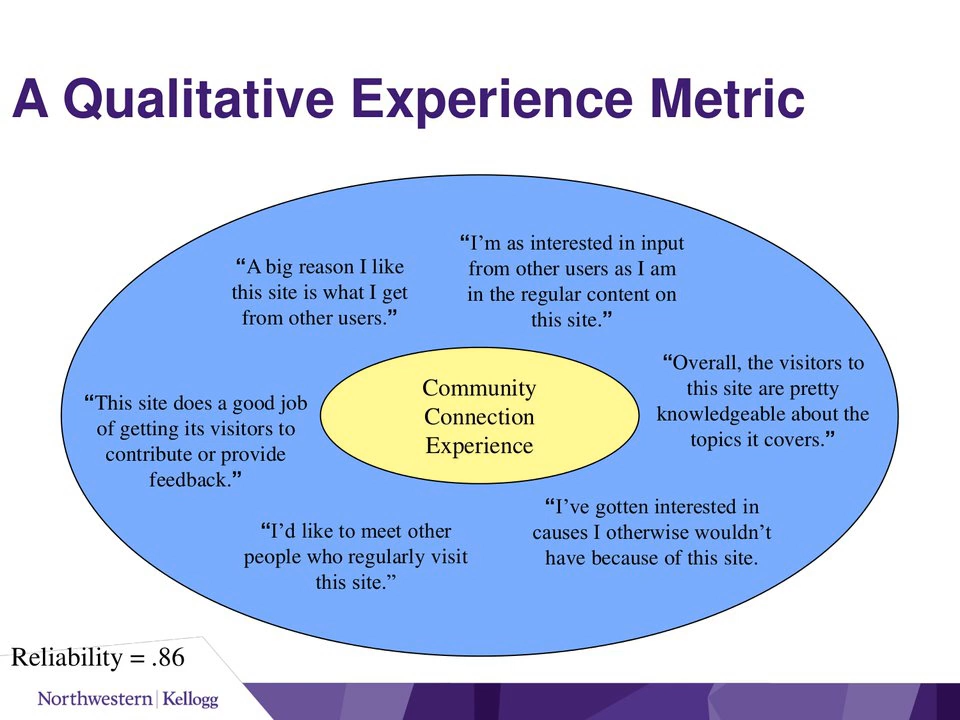 A Qualitative Experience Metric
“I’m as interested in input
from other users as I am
in the regular content on
this site.”
“A big reason I like
this site is what I get
from other users.”
“Overall, the visitors to
this site are pretty
knowledgeable about the
topics it covers.”
Community
Connection
Experience
“This site does a good job
of getting its visitors to
contribute or provide
feedback.”
“I’ve gotten interested in
causes I otherwise wouldn’t
have because of this site.
“I’d like to meet other
people who regularly visit
this site.”
Reliability = .86
Northwestern | Kellogg